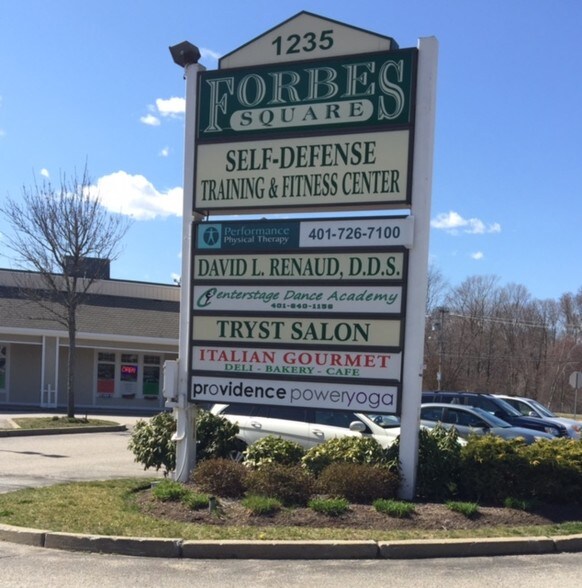 1235
FORBES
SQUARE
SELF-DEFENSE
TRAINING & FITNESS CENTER
Performance
Physical Therapy
401-726-7100
DAVID L. RENAUD, D.D.S.
Centerstage Dance Academy
TRYST SALON
ITALIAN GOURMET
DELI - BAKERY - CAFE
providence poweryoga
OPEN